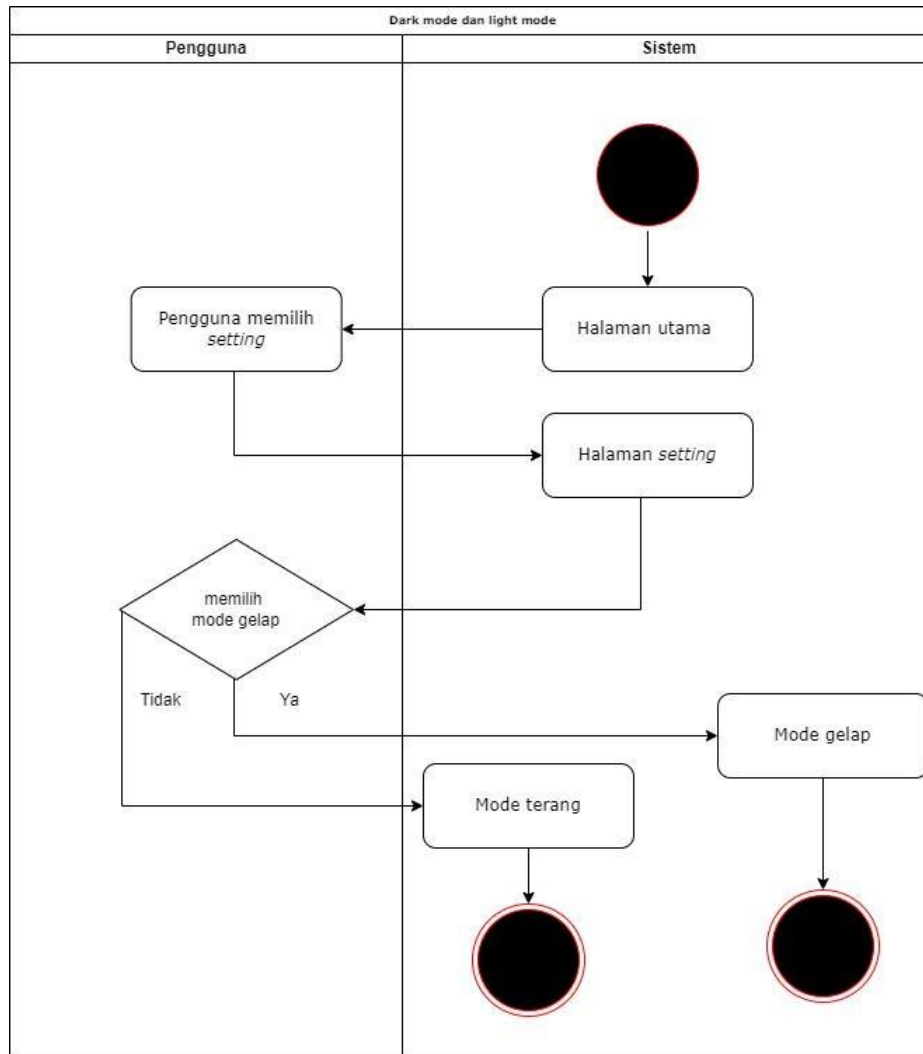 Dark mode dan light mode
Pengguna
Sistem
Pengguna memilih
setting
Halaman utama
Halaman setting
memilih
mode gelap
Tidak
Ya
Mode gelap
Mode terang